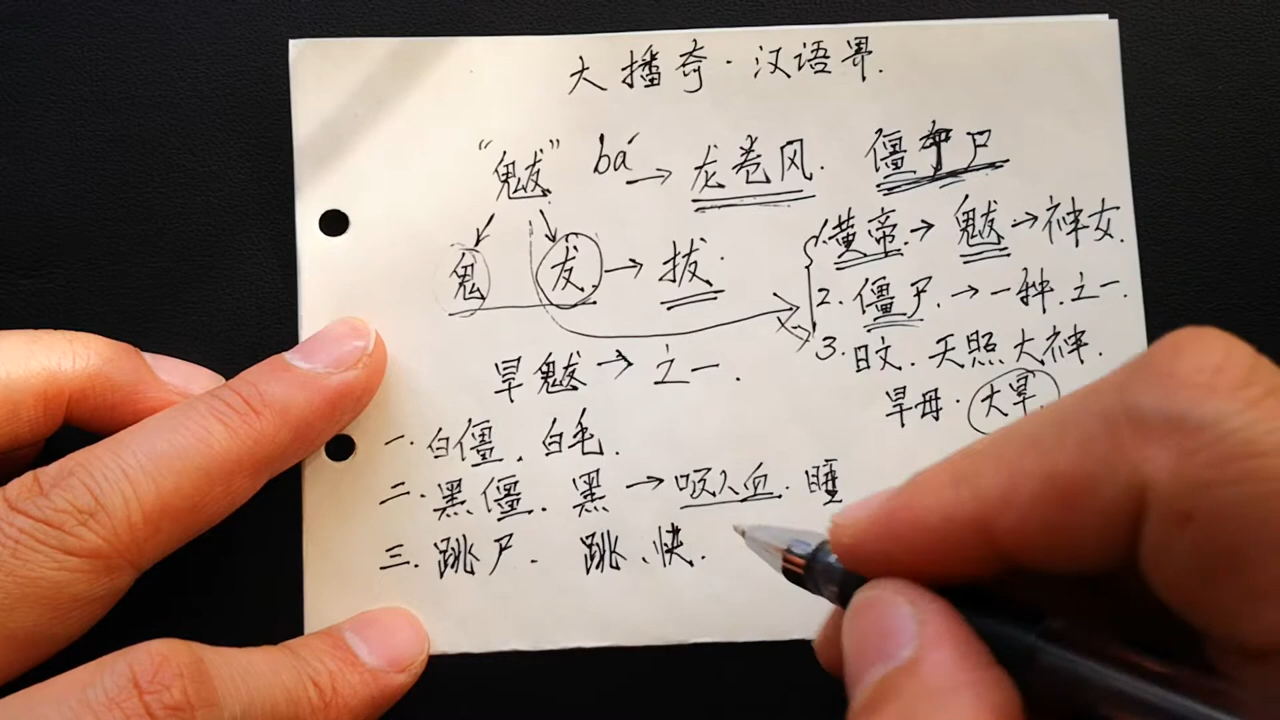 大播奇·汉语界.
“魃” bá → 龙卷风. 僵尸
鬼 犮 → 拔.
1.黄帝 → 魃 → 神女.
2.僵尸. → 一种.之一.
3.日文.天照大神.
旱母·大旱.
旱魃 → 之一.
一.白僵.白毛.
二.黑僵.黑 → 吸人血.睡
三.跳尸. 跳、快.